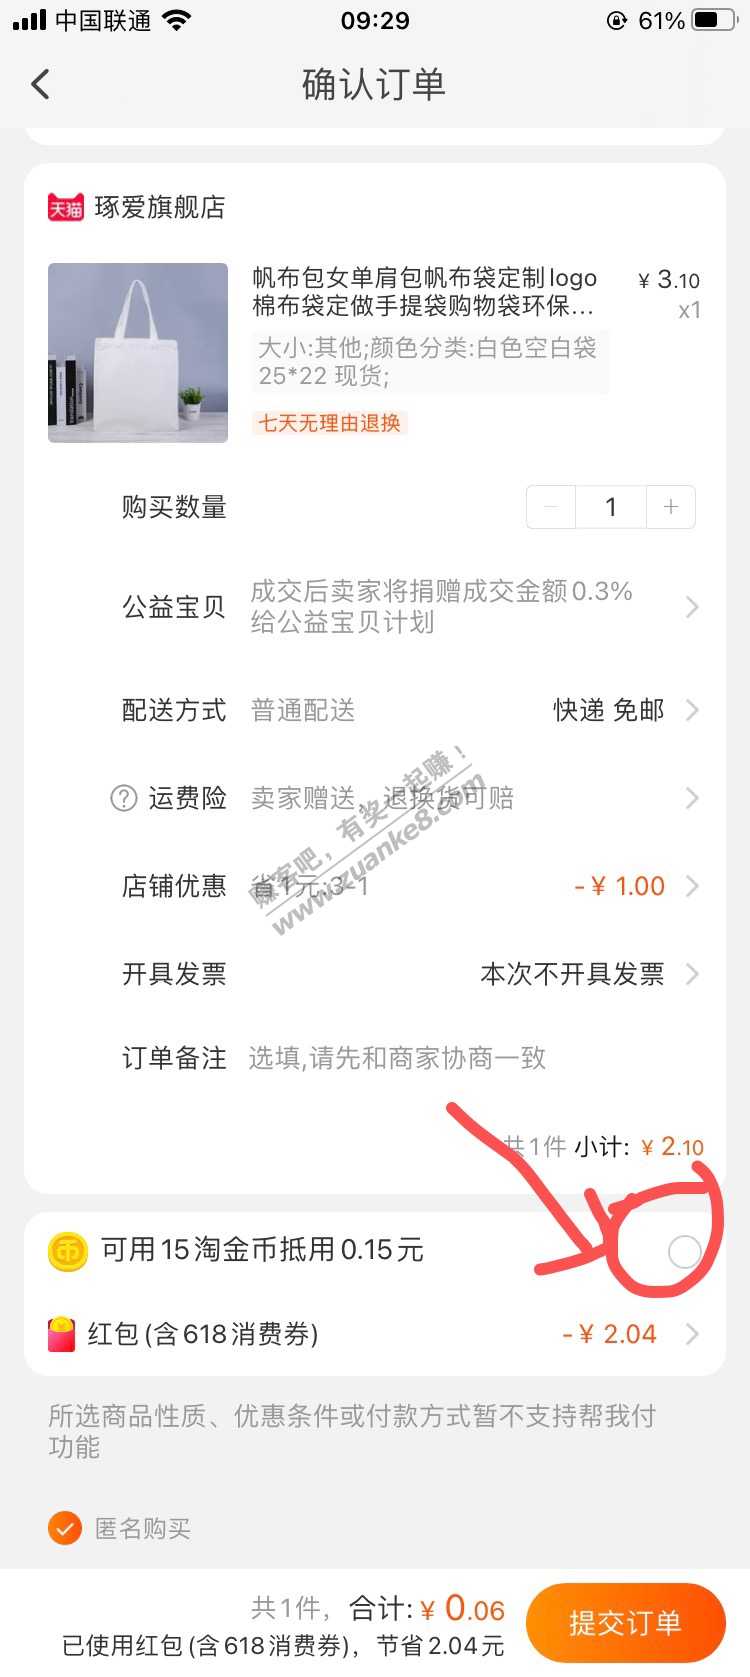 中国联通 09:29 61%
确认订单
天猫 琢爱旗舰店
帆布包女单肩包帆布袋定制logo ¥ 3.10
棉布袋定做手提袋购物袋环保... x1
大小:其他;颜色分类:白色空白袋
25*22 现货;
七天无理由退换
购买数量 1
成交后卖家将捐赠成交金额0.3%
公益宝贝
给公益宝贝计划
配送方式 普通配送 快递 免邮
运费险 卖家赠送，退换货可赔
赚客吧，有奖一起赚！
www.zuanke8.com
店铺优惠 省1元:3-1 -¥ 1.00
开具发票 本次不开具发票
订单备注 选填,请先和商家协商一致
共1件 小计: ¥ 2.10
币 可用15淘金币抵用0.15元
红包(含618消费券) -¥ 2.04
所选商品性质、优惠条件或付款方式暂不支持帮我付
功能
匿名购买
共1件, 合计: ¥ 0.06
已使用红包(含618消费券)，节省2.04元
提交订单